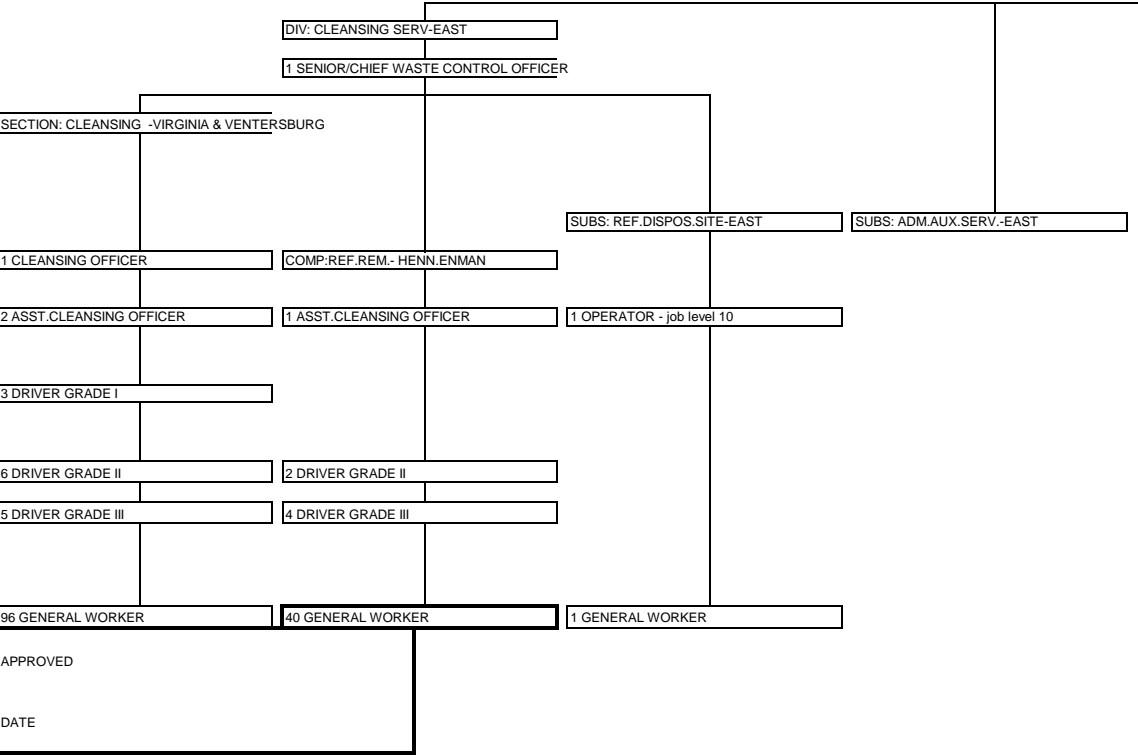 DIV: CLEANSING SERV-EAST
1 SENIOR/CHIEF WASTE CONTROL OFFICER
SECTION: CLEANSING -VIRGINIA & VENTERSBURG
SUBS: REF.DISPOS.SITE-EAST
SUBS: ADM.AUX.SERV.-EAST
1 CLEANSING OFFICER
COMP:REF.REM.- HENN.ENMAN
2 ASST.CLEANSING OFFICER
1 ASST.CLEANSING OFFICER
1 OPERATOR - job level 10
3 DRIVER GRADE I
6 DRIVER GRADE II
2 DRIVER GRADE II
5 DRIVER GRADE III
4 DRIVER GRADE III
96 GENERAL WORKER
40 GENERAL WORKER
1 GENERAL WORKER
APPROVED
DATE